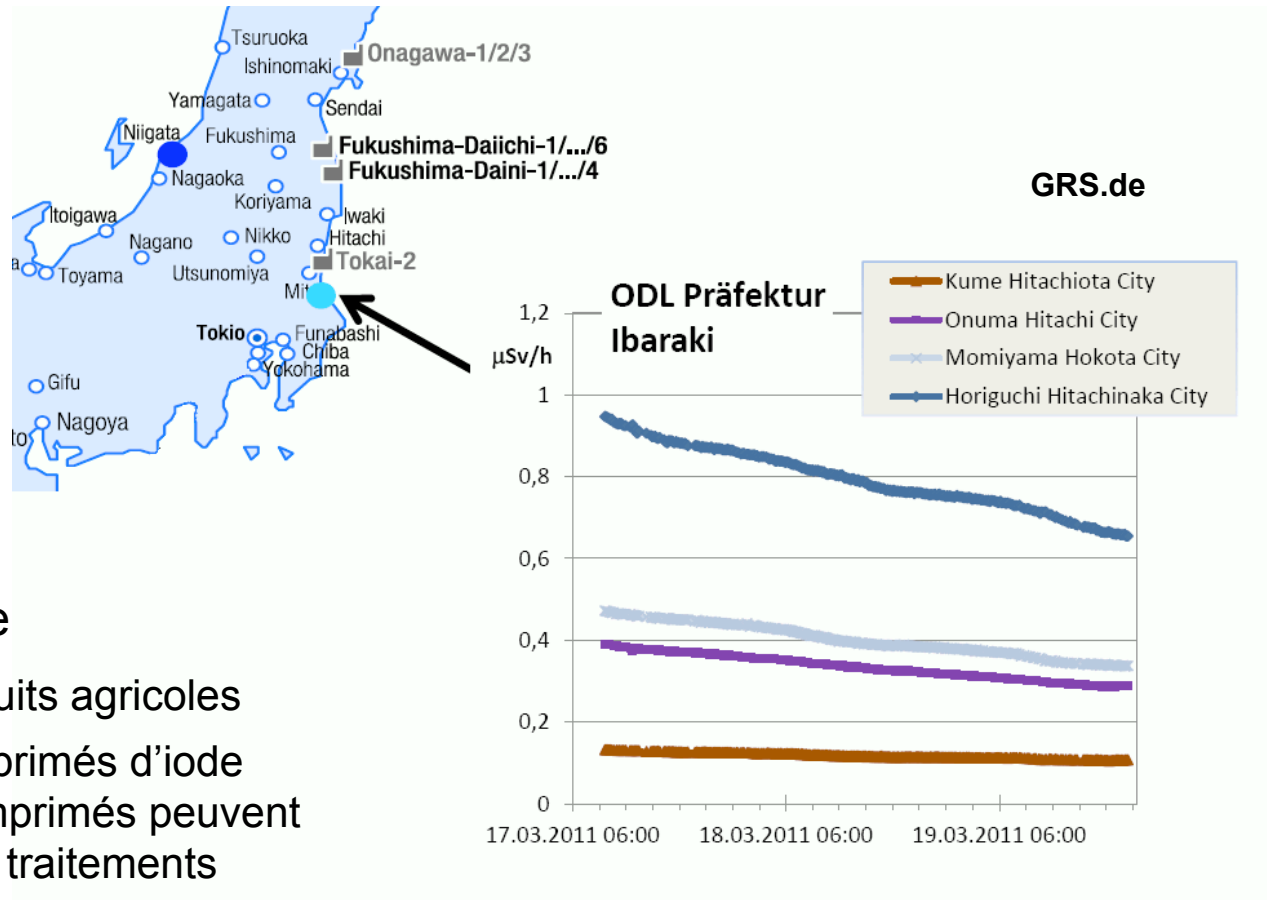 Tsuruoka
Onagawa-1/2/3
Ishinomaki
Yamagata
Sendai
Niigata
Fukushima
Fukushima-Daiichi-1/.../6
Fukushima-Daini-1/.../4
Nagaoka
Koriyama
Itoigawa
Iwaki
Nagano
Nikko
Hitachi
Toyama
Utsunomiya
Tokai-2
Mit
Tokio
Funabashi
Chiba
Yokohama
Gifu
Nagoya
to
a
GRS.de
ODL Präfektur
Ibaraki
Kume Hitachiota City
Onuma Hitachi City
Momiyama Hokota City
Horiguchi Hitachinaka City
µSv/h
1,2
1
0,8
0,6
0,4
0,2
0
17.03.2011 06:00 18.03.2011 06:00 19.03.2011 06:00
e
uits agricoles
primés d’iode
mprimés peuvent
traitements